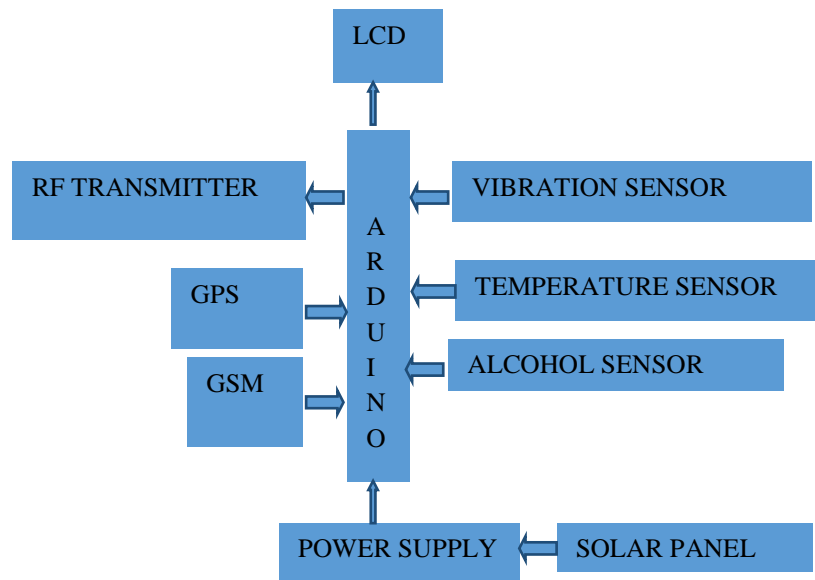 LCD
RF TRANSMITTER
VIBRATION SENSOR
A
R
D
U
I
N
O
GPS
TEMPERATURE SENSOR
GSM
ALCOHOL SENSOR
POWER SUPPLY
SOLAR PANEL